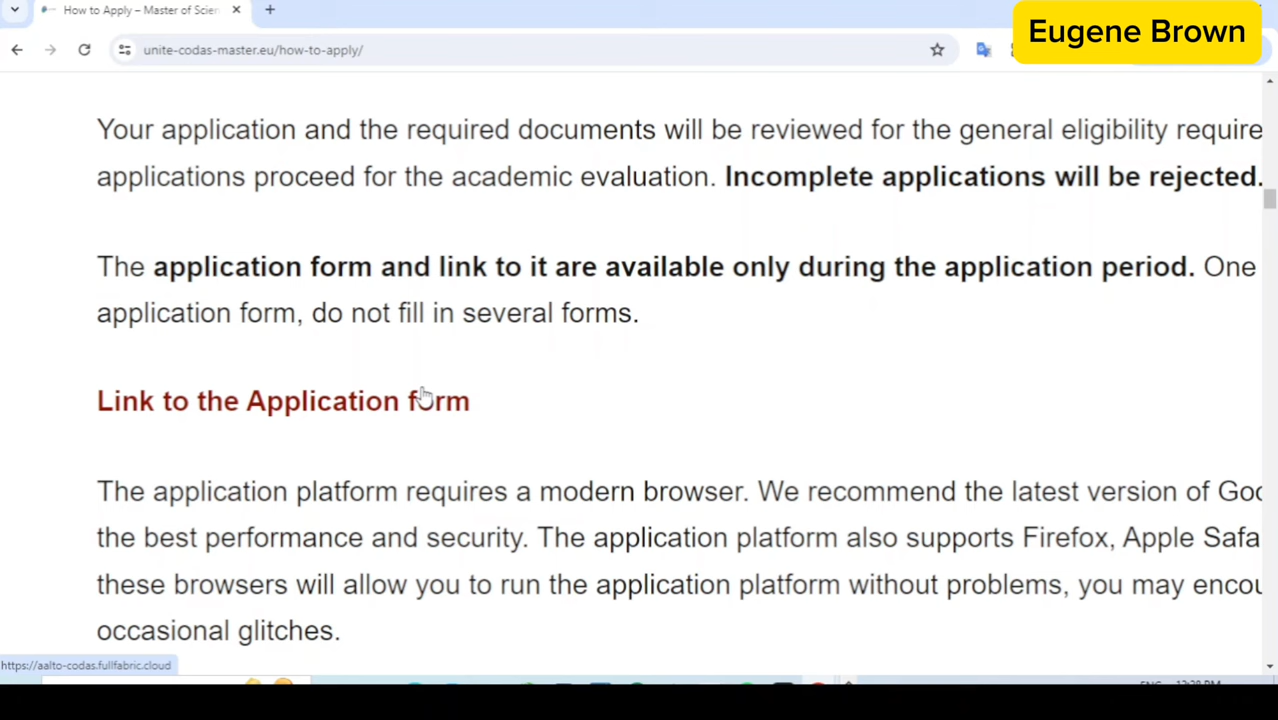 How to Apply – Master of Scien
Eugene Brown
unite-codas-master.eu/how-to-apply/
Your application and the required documents will be reviewed for the general eligibility require
applications proceed for the academic evaluation. Incomplete applications will be rejected.
The application form and link to it are available only during the application period. One
application form, do not fill in several forms.
Link to the Application form
The application platform requires a modern browser. We recommend the latest version of Goo
the best performance and security. The application platform also supports Firefox, Apple Safa
these browsers will allow you to run the application platform without problems, you may encou
occasional glitches.
https://aalto-codas.fullfabric.cloud